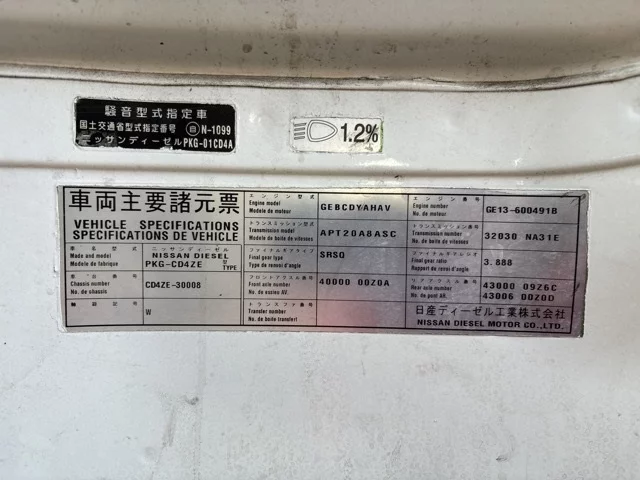 騒音型式指定車
国土交通省型式指定番号 B N-1099
ニッサンディーゼル PKG-01CD4A
1.2%
車両主要諸元票
VEHICLE SPECIFICATIONS
SPECIFICATIONS DE VEHICLE
ニッサンディーゼル
NISSAN DIESEL
Make and model
Modele de fabrique
PKG-CD4ZE
型式
TYPE
車台番号
Chassis number
No. de chassis
CD4ZE-30008
W
エンジン型式
Engine model
Modele de moteur
GEBCDYAHAV
トランスミッション型式
Transmission model
Modele de boite de vitesses
APT20A8ASC
ファイナルギアタイプ
Final gear type
Type de renvoi d'angle
SRSQ
フロントアクスル番号
Front axle number
No. de essieu AV.
40000 00Z0A
トランスファ番号
Transfer number
No. de boite transfert
エンジン番号
Engine number
No. de moteur
GE13-600491B
トランスミッション番号
Transmission number
No. de boite de vitesses
32030 NA31E
ファイナルギアレシオ
Final gear ratio
Rapport de renvoi d'angle
3.888
リアアクスル番号
Rear axle number
No. de pont AR.
43000 09Z6C
43006 00Z0D
日産ディーゼル工業株式会社
NISSAN DIESEL MOTOR CO.,LTD.